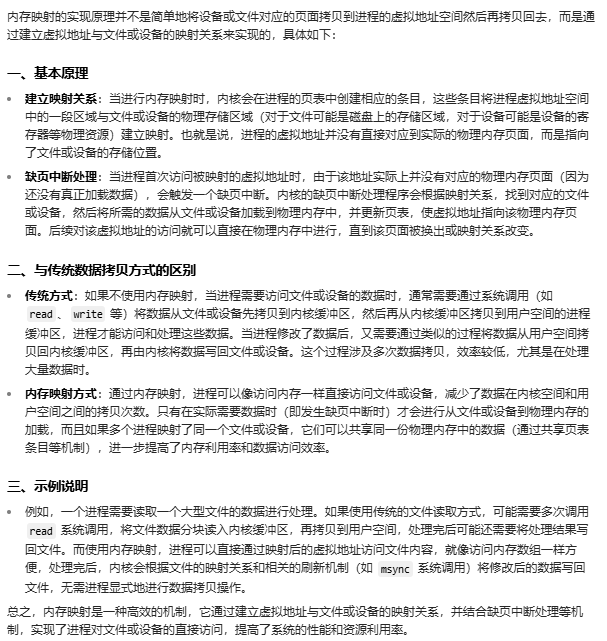 内存映射的实现原理并不是简单地将设备或文件对应的页面拷贝到进程的虚拟地址空间然后再拷贝回去，而是通
过建立虚拟地址与文件或设备的映射关系来实现的，具体如下：
一、基本原理
• 建立映射关系：当进行内存映射时，内核会在进程的页表中创建相应的条目，这些条目将进程虚拟地址空间
中的一段区域与文件或设备的物理存储区域（对于文件可能是磁盘上的存储区域，对于设备可能是设备的寄
存器等物理资源）建立映射。也就是说，进程的虚拟地址并没有直接对应到实际的物理内存页面，而是指向
了文件或设备的存储位置。
• 缺页中断处理：当进程首次访问被映射的虚拟地址时，由于该地址实际上并没有对应的物理内存页面（因为
还没有真正加载数据），会触发一个缺页中断。内核的缺页中断处理程序会根据映射关系，找到对应的文件
或设备，然后将所需的数据从文件或设备加载到物理内存中，并更新页表，使虚拟地址指向该物理内存页
面。后续对该虚拟地址的访问就可以直接在物理内存中进行，直到该页面被换出或映射关系改变。
二、与传统数据拷贝方式的区别
• 传统方式：如果不使用内存映射，当进程需要访问文件或设备的数据时，通常需要通过系统调用（如
read 、 write 等）将数据从文件或设备先拷贝到内核缓冲区，然后再从内核缓冲区拷贝到用户空间的进程
缓冲区，进程才能访问和处理这些数据。当进程修改了数据后，又需要通过类似的过程将数据从用户空间拷
贝回内核缓冲区，再由内核将数据写回文件或设备。这个过程涉及多次数据拷贝，效率较低，尤其是在处理
大量数据时。
• 内存映射方式：通过内存映射，进程可以像访问内存一样直接访问文件或设备，减少了数据在内核空间和用
户空间之间的拷贝次数。只有在实际需要数据时（即发生缺页中断时）才会进行从文件或设备到物理内存的
加载，而且如果多个进程映射了同一个文件或设备，它们可以共享同一份物理内存中的数据（通过共享页表
条目等机制），进一步提高了内存利用率和数据访问效率。
三、示例说明
• 例如，一个进程需要读取一个大型文件的数据进行处理。如果使用传统的文件读取方式，可能需要多次调用
read 系统调用，将文件数据分块读入内核缓冲区，再拷贝到用户空间，处理完后可能还需要将处理结果写
回文件。而使用内存映射，进程可以直接通过映射后的虚拟地址访问文件内容，就像访问内存数组一样方
便，处理完后，内核会根据文件的映射关系和相关的刷新机制（如 msync 系统调用）将修改后的数据写回
文件，无需进程显式地进行数据拷贝操作。
总之，内存映射是一种高效的机制，它通过建立虚拟地址与文件或设备的映射关系，并结合缺页中断处理等机
制，实现了进程对文件或设备的直接访问，提高了系统的性能和资源利用率。